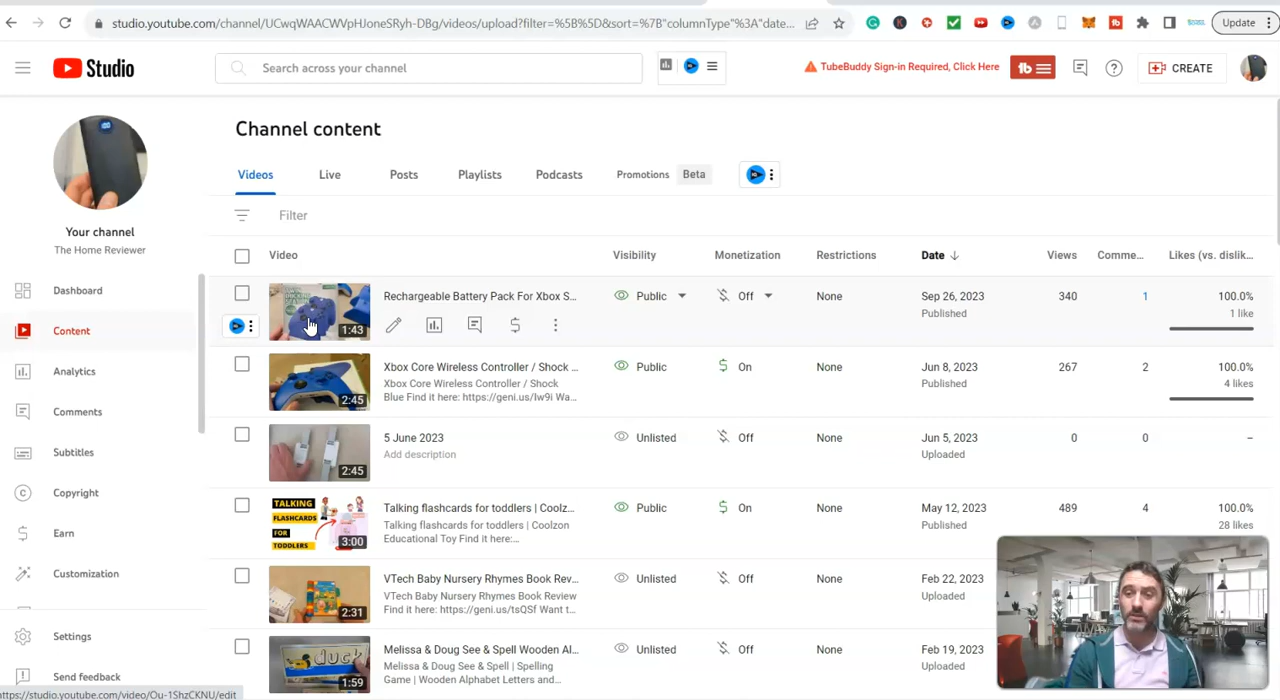 studio.youtube.com/channel/UCwqWAACWVpHJoneSRyh-DBg/videos/upload?filter=%5B%5D&sort=%7B"columnType"%3A"date...
Update
Studio
Search across your channel
TubeBuddy Sign-in Required, Click Here
tb
CREATE
Channel content
Videos
Live
Posts
Playlists
Podcasts
Promotions
Beta
Filter
Your channel
The Home Reviewer
Dashboard
Content
Analytics
Comments
Subtitles
Copyright
Earn
Customization
Settings
Send feedback
Video
Visibility
Monetization
Restrictions
Date
Views
Comme...
Likes (vs. dislik...
1:43
Rechargeable Battery Pack For Xbox S...
Public
Off
None
Sep 26, 2023
Published
340
1
100.0%
1 like
2:45
Xbox Core Wireless Controller / Shock ...
Xbox Core Wireless Controller / Shock
Blue Find it here: https://geni.us/Iw9i Wa...
Public
On
None
Jun 8, 2023
Published
267
2
100.0%
4 likes
2:45
5 June 2023
Add description
Unlisted
Off
None
Jun 5, 2023
Uploaded
0
0
–
TALKING
FLASHCARDS
FOR
TODDLERS
3:00
Talking flashcards for toddlers | Coolz...
Talking flashcards for toddlers | Coolzon
Educational Toy Find it here:...
Public
On
None
May 12, 2023
Published
489
4
100.0%
28 likes
2:31
VTech Baby Nursery Rhymes Book Rev...
VTech Baby Nursery Rhymes Book Review
Find it here: https://geni.us/tsQSf Want t...
Unlisted
Off
None
Feb 22, 2023
Uploaded
duck
1:59
Melissa & Doug See & Spell Wooden Al...
Melissa & Doug See & Spell | Spelling
Game | Wooden Alphabet Letters and...
Unlisted
Off
None
Feb 19, 2023
Uploaded
https://studio.youtube.com/video/Ou-1ShzCKNU/edit